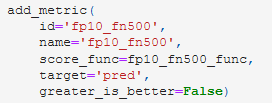 add_metric(
    id='fp10_fn500',
    name='fp10_fn500',
    score_func=fp10_fn500_func,
    target='pred',
    greater_is_better=False)